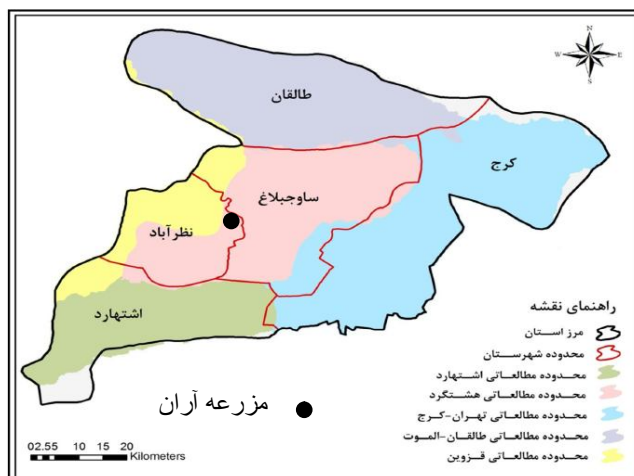 N
W E
S
طالقان
کرج
ساوجبلاغ
نظرآباد
اشتهارد
راهنمای نقشه
مرز استان
محدوده شهرستان
محدوده مطالعاتی اشتهارد
محدوده مطالعاتی هشتگرد
محدوده مطالعاتی تهران-کرج
محدوده مطالعاتی طالقان-الموت
محدوده مطالعاتی قزوین
مزرعه آران
02.55 10 15 20
Kilometers